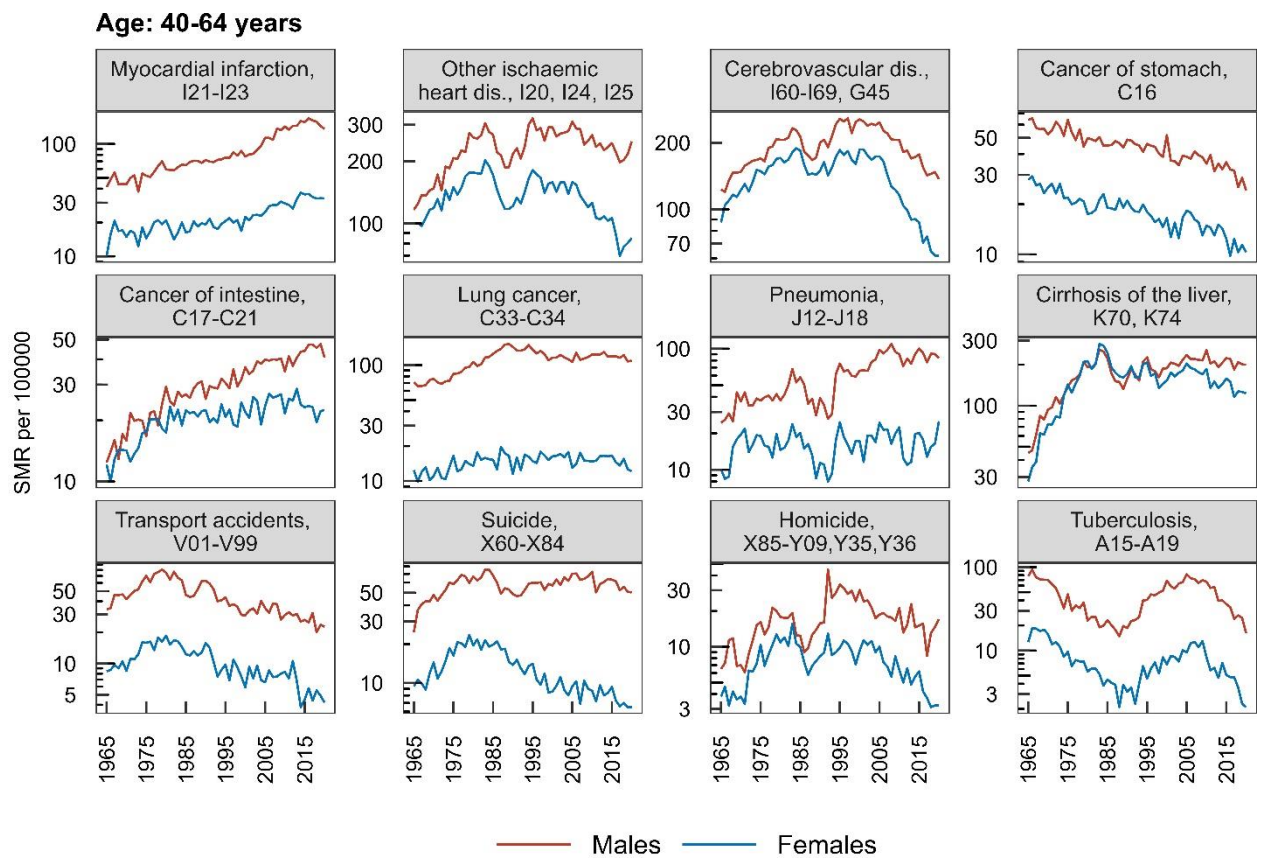 Age: 40-64 years
Myocardial infarction,
I21-I23
Other ischaemic
heart dis., I20, I24, I25
Cerebrovascular dis.,
I60-I69, G45
Cancer of stomach,
C16
100
30
10
300
200
100
200
100
70
50
30
10
Cancer of intestine,
C17-C21
Lung cancer,
C33-C34
Pneumonia,
J12-J18
Cirrhosis of the liver,
K70, K74
SMR per 100000
50
30
10
100
30
10
100
30
10
300
100
30
Transport accidents,
V01-V99
Suicide,
X60-X84
Homicide,
X85-Y09,Y35,Y36
Tuberculosis,
A15-A19
50
30
10
5
50
30
10
30
10
3
100
30
10
3
1965 1975 1985 1995 2005 2015
1965 1975 1985 1995 2005 2015
1965 1975 1985 1995 2005 2015
1965 1975 1985 1995 2005 2015
Males Females